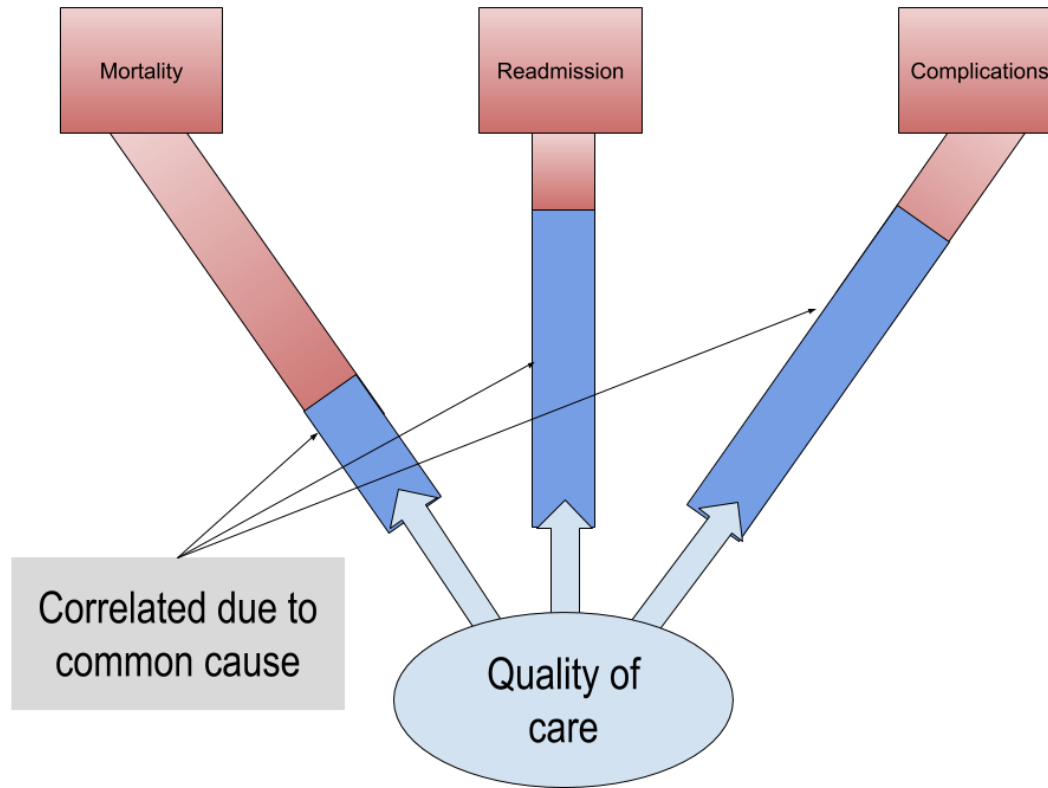 Mortality
Readmission
Complications
Correlated due to
common cause
Quality of
care